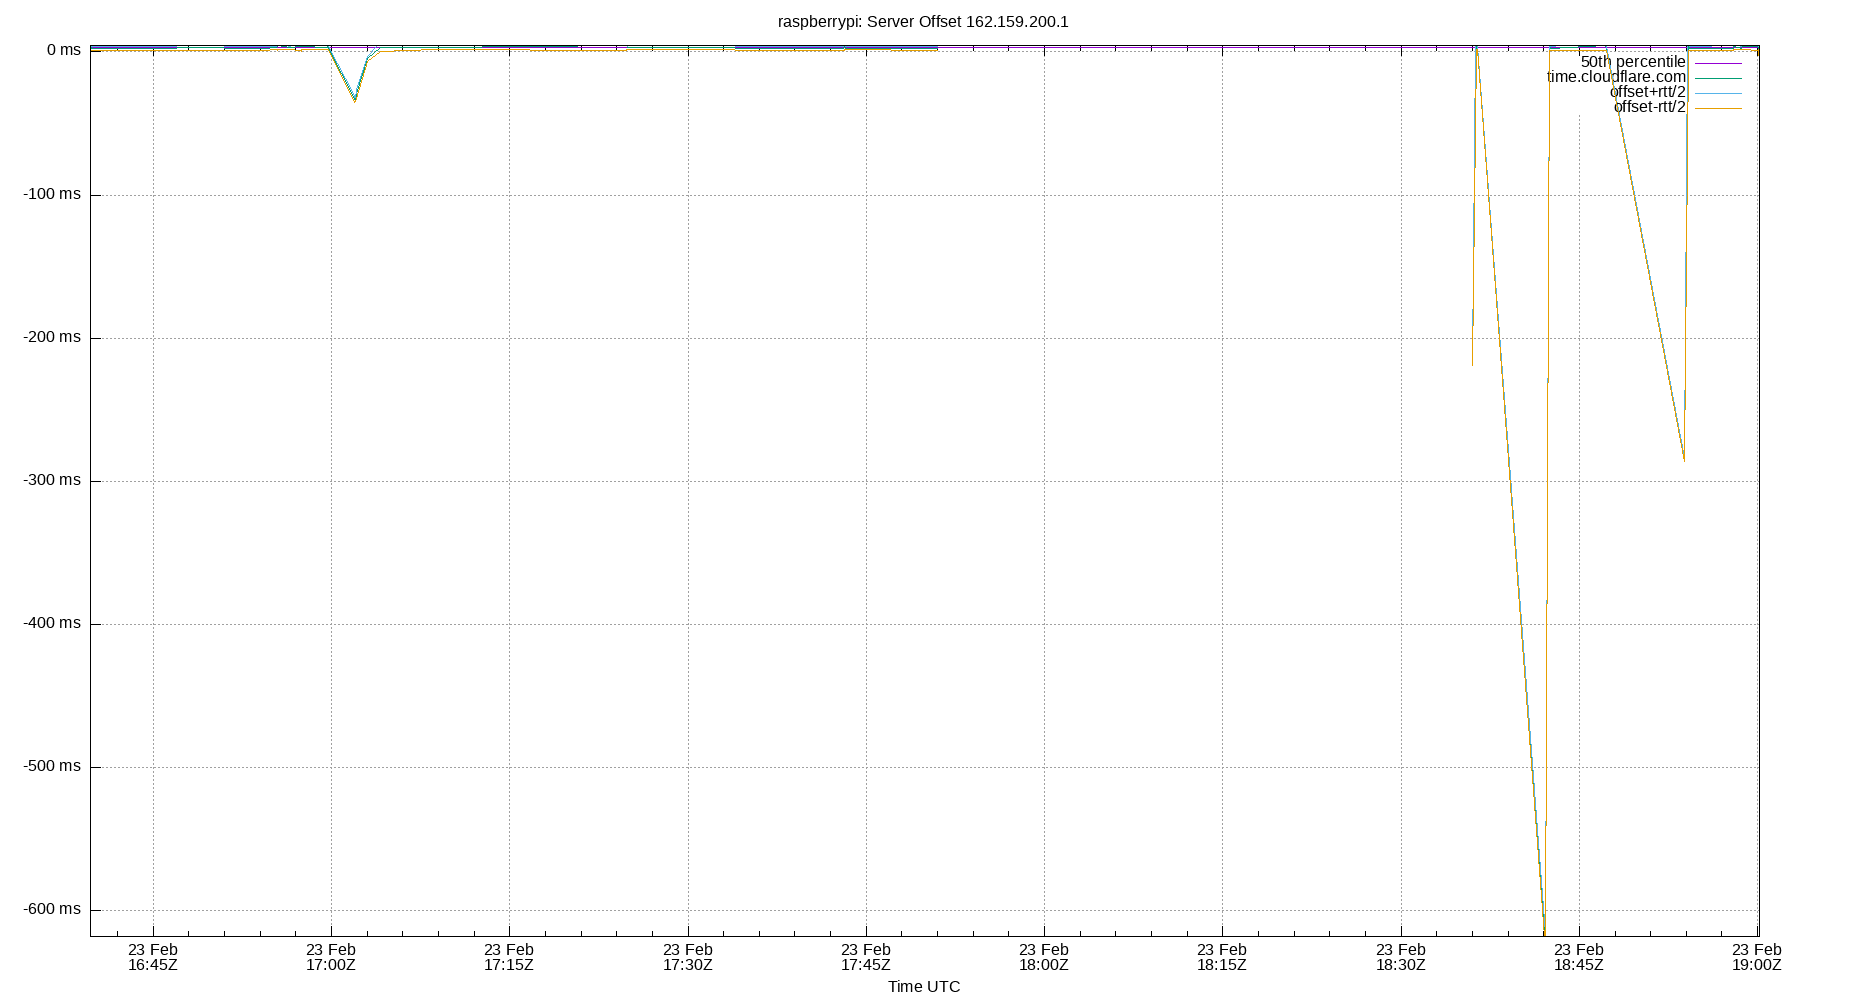 raspberrypi: Server Offset 162.159.200.1
0 ms
50th percentile
time.cloudflare.com
offset+rtt/2
offset-rtt/2
-100 ms
-200 ms
-300 ms
-400 ms
-500 ms
-600 ms
23 Feb 23 Feb 23 Feb 23 Feb 23 Feb 23 Feb 23 Feb 23 Feb 23 Feb 23 Feb
16:45Z 17:00Z 17:15Z 17:30Z 17:45Z 18:00Z 18:15Z 18:30Z 18:45Z 19:00Z
Time UTC